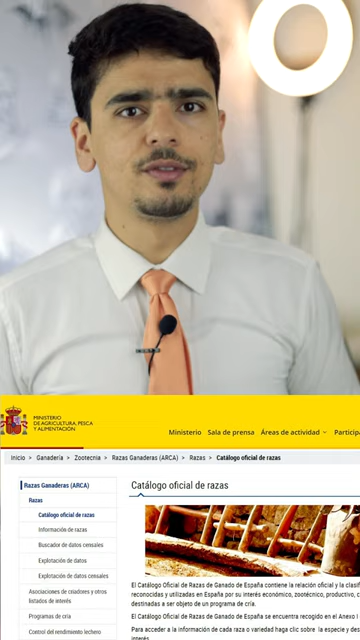 MINISTERIO
DE AGRICULTURA, PESCA
Y ALIMENTACIÓN
Ministerio Sala de prensa Áreas de actividad Particip
Inicio > Ganadería > Zootecnia > Razas Ganaderas (ARCA) > Razas > Catálogo oficial de razas
Razas Ganaderas (ARCA)
Razas
Catálogo oficial de razas
Información de razas
Buscador de datos censales
Explotación de datos
Explotación de datos censales
Asociaciones de criadores y otros
listados de interés
Programas de cría
Control del rendimiento lechero
Catálogo oficial de razas
El Catálogo Oficial de Razas de Ganado de España contiene la relación oficial y la clasif
reconocidas y utilizadas en España por su interés económico, zootécnico, productivo, c
destinadas a ser objeto de un programa de cría.
El Catálogo Oficial de Razas de Ganado de España se encuentra recogido en el Anexo I
Para acceder a la información de cada raza o variedad haga clic sobre la especie y des
interés.